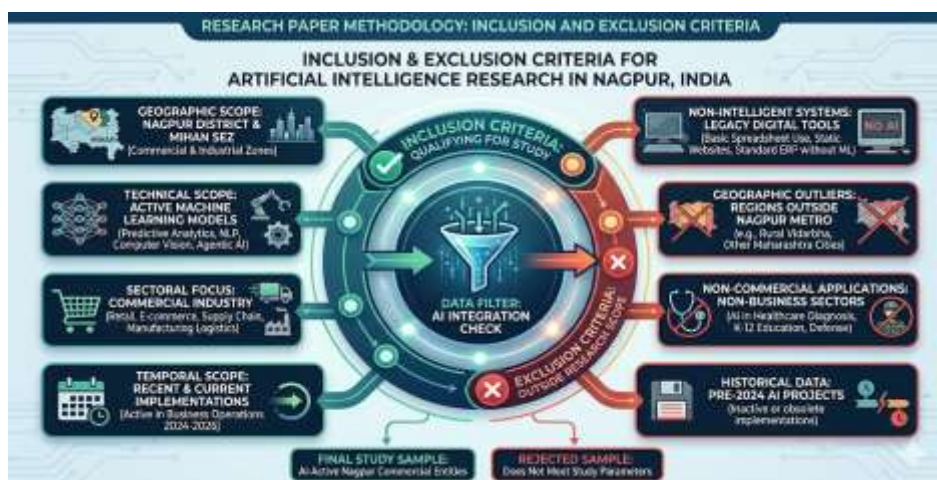 RESEARCH PAPER METHODOLOGY: INCLUSION AND EXCLUSION CRITERIA
INCLUSION & EXCLUSION CRITERIA FOR
ARTIFICIAL INTELLIGENCE RESEARCH IN NAGPUR, INDIA
GEOGRAPHIC SCOPE:
NAGPUR DISTRICT &
MIHAN SEZ
(Commercial & Industrial Zones)
TECHNICAL SCOPE:
ACTIVE MACHINE
LEARNING MODELS
(Predictive Analytics, NLP,
Computer Vision, Agentic AI)
SECTORAL FOCUS:
COMMERCIAL INDUSTRY
(Retail, E-commerce, Supply Chain,
Manufacturing Logistics)
TEMPORAL SCOPE:
RECENT & CURRENT
IMPLEMENTATIONS
(Active in Business Operations
2024-2026)
INCLUSION CRITERIA:
QUALIFYING FOR STUDY
DATA FILTER:
AI INTEGRATION
CHECK
EXCLUSION CRITERIA:
OUTSIDE RESEARCH SCOPE
NON-INTELLIGENT SYSTEMS:
LEGACY DIGITAL TOOLS
(Basic Spreadsheet Use, Static
Websites, Standard ERP without ML)
NO AI
GEOGRAPHIC OUTLIERS:
REGIONS OUTSIDE
NAGPUR METRO
(e.g., Rural Vidarbha,
Other Maharashtra Cities)
NON-COMMERCIAL APPLICATIONS:
NON-BUSINESS SECTORS
(AI in Healthcare Diagnosis,
K-12 Education, Defense)
HISTORICAL DATA:
PRE-2024 AI PROJECTS
(Inactive or obsolete
implementations)
FINAL STUDY SAMPLE:
AI-Active Nagpur Commercial Entities
REJECTED SAMPLE:
Does Not Meet Study Parameters